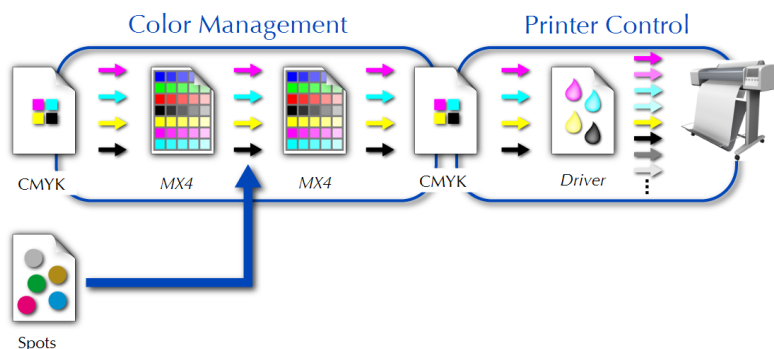 Color Management
Printer Control
CMYK
MX4
MX4
CMYK
Driver
Spots